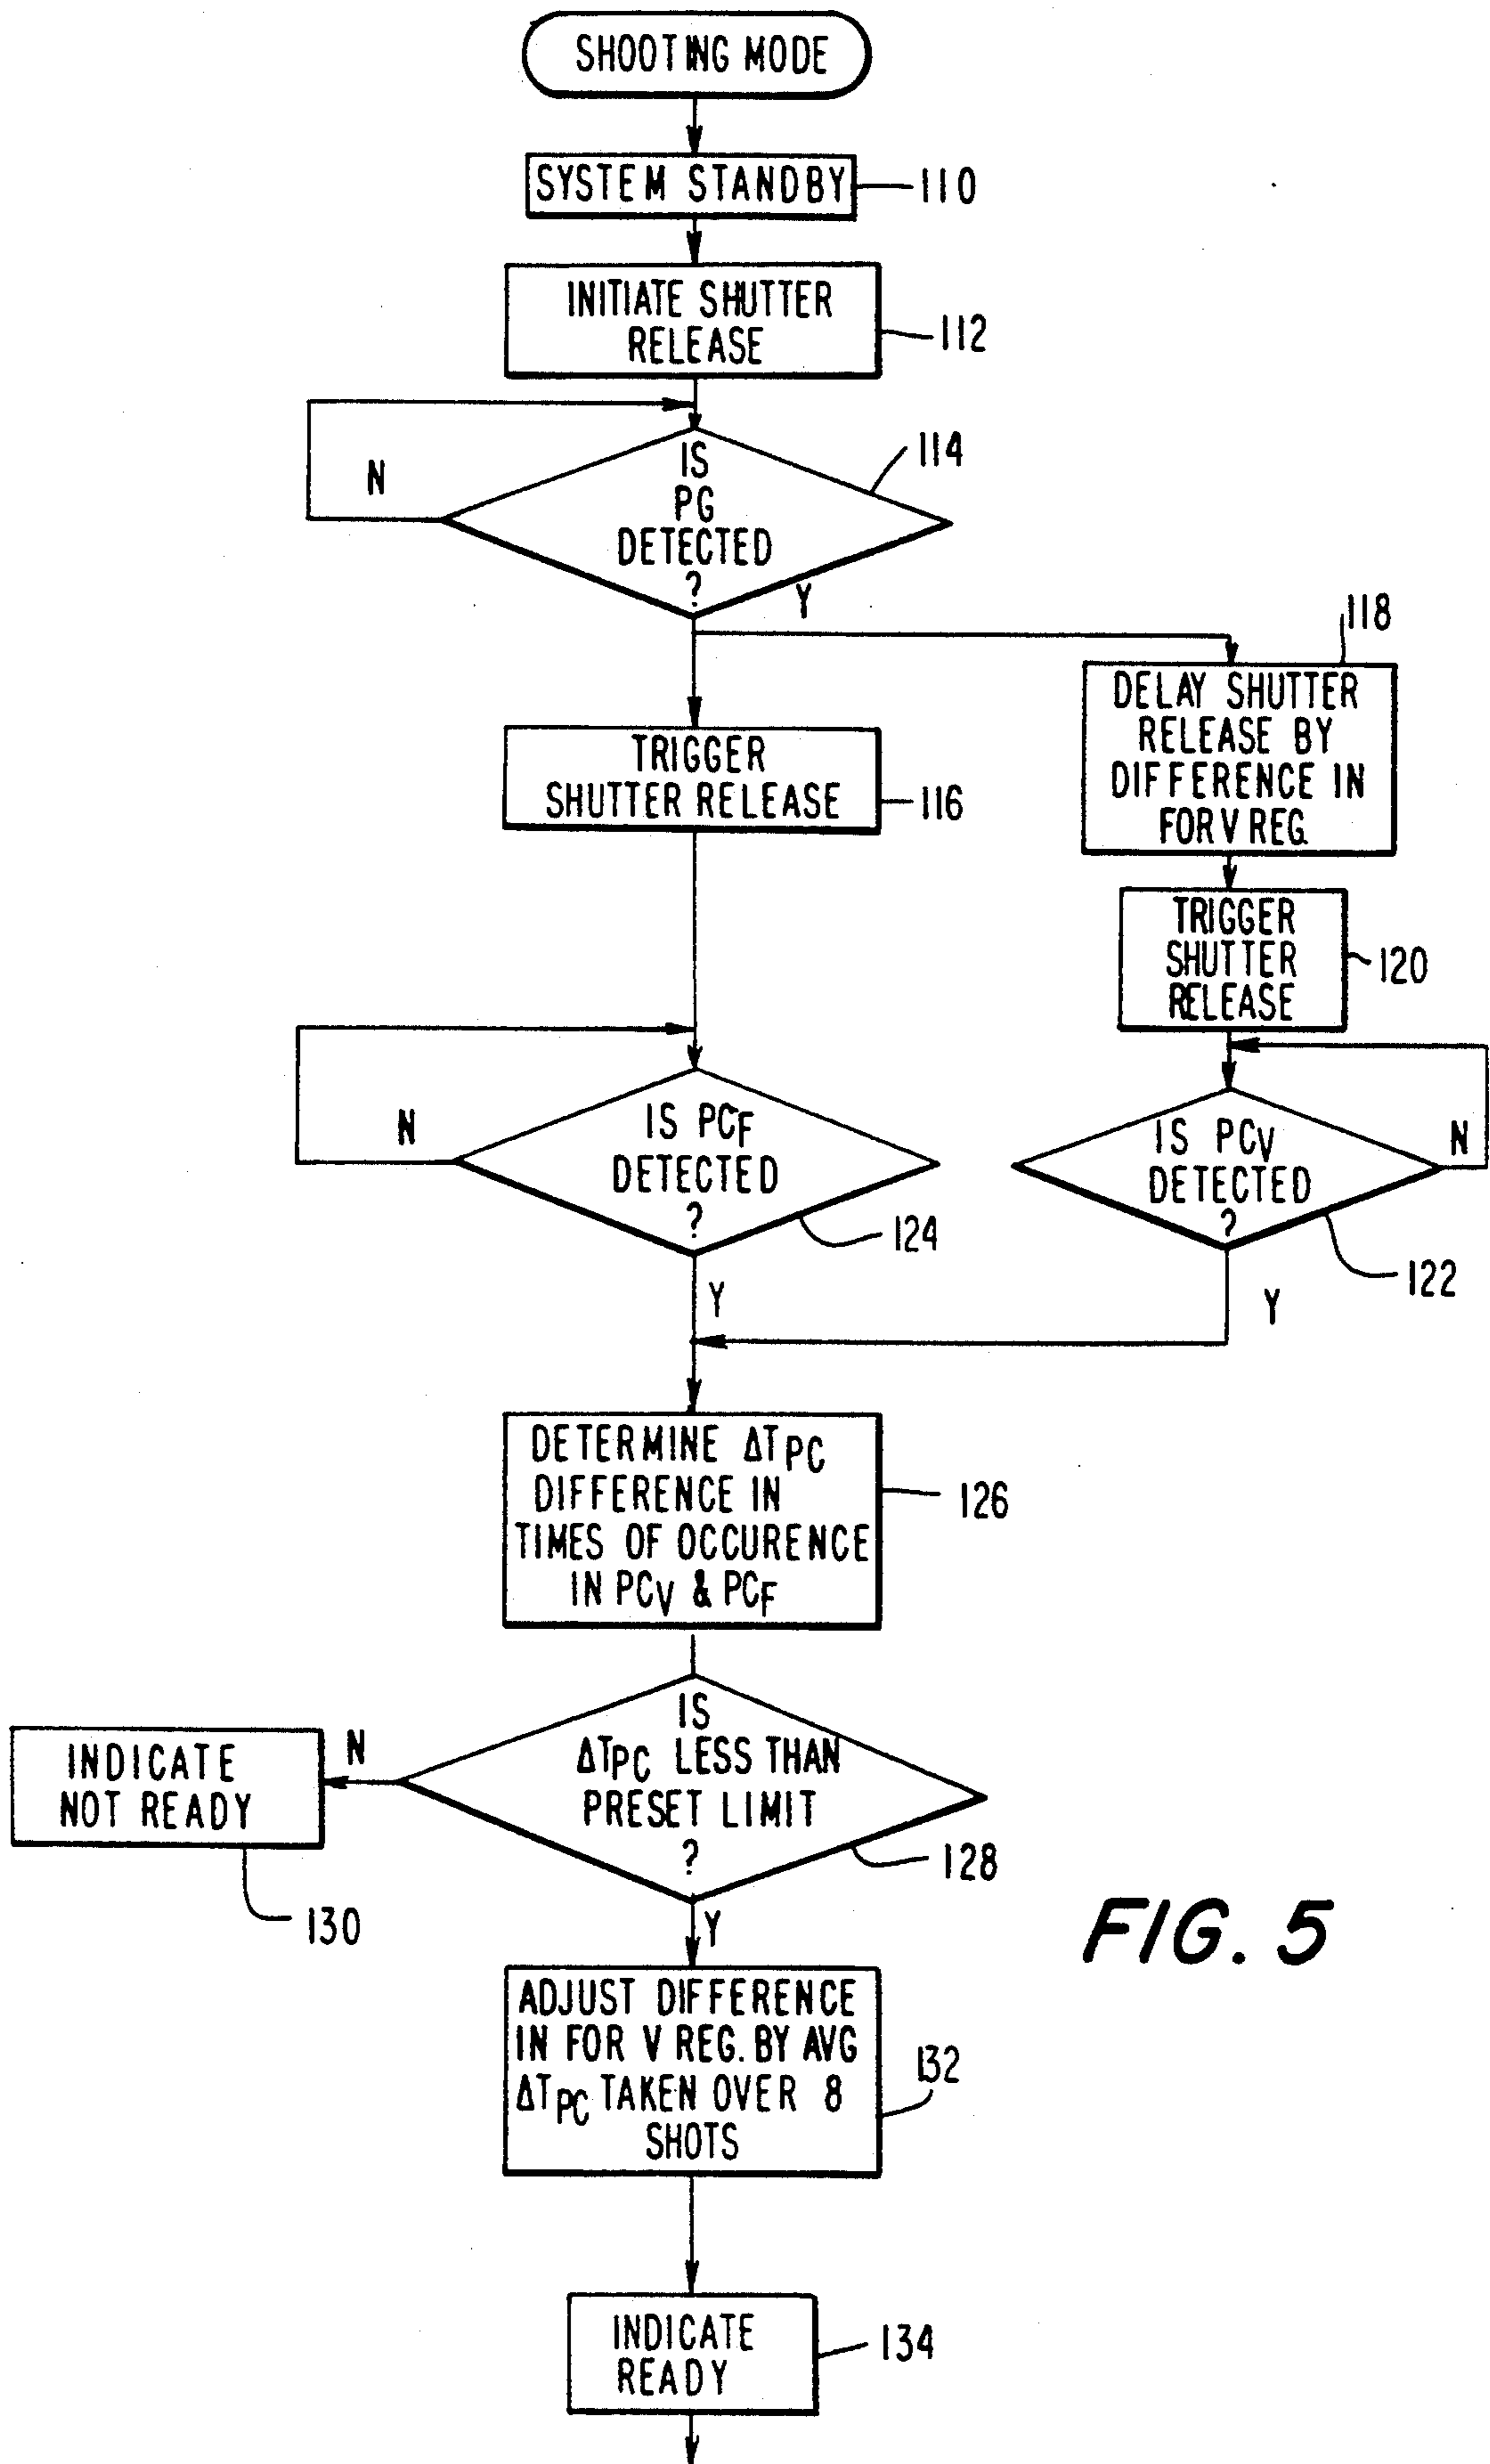 SHOOTING MODE
SYSTEM STANDBY
110
INITIATE SHUTTER
RELEASE
112
IS
PG
DETECTED
?
114
N
Y
TRIGGER
SHUTTER RELEASE
116
118
DELAY SHUTTER
RELEASE BY
DIFFERENCE IN
FORV REG.
TRIGGER
SHUTTER
RELEASE
120
IS PCF
DETECTED
?
N
124
Y
IS PCV
DETECTED
?
N
122
Y
DETERMINE ΔTPC
DIFFERENCE IN
TIMES OF OCCURENCE
IN PCV & PCF
126
IS
ΔTPC LESS THAN
PRESET LIMIT
?
128
N
INDICATE
NOT READY
130
Y
FIG. 5
ADJUST DIFFERENCE
IN FOR V REG. BY AVG
ΔTPC TAKEN OVER 8
SHOTS
132
INDICATE
READY
134